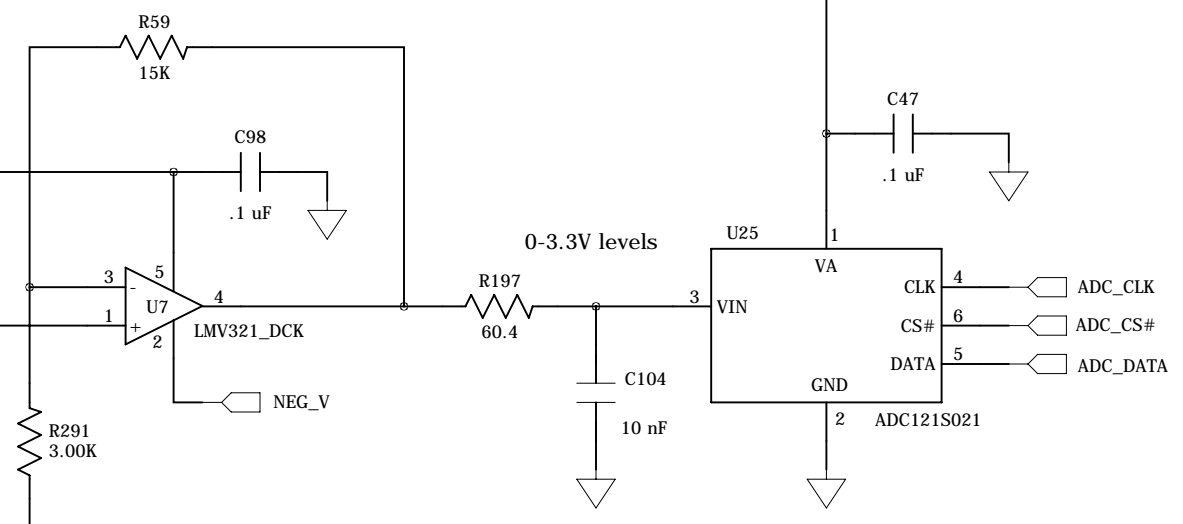 R59
15K
C98
.1 uF
C47
.1 uF
0-3.3V levels
U25
1
VA
3
-
5
U7
4
1
+
2
LMV321_DCK
R197
60.4
3
VIN
CLK
4
ADC_CLK
CS#
6
ADC_CS#
DATA
5
ADC_DATA
GND
2
ADC121S021
C104
10 nF
NEG_V
R291
3.00K